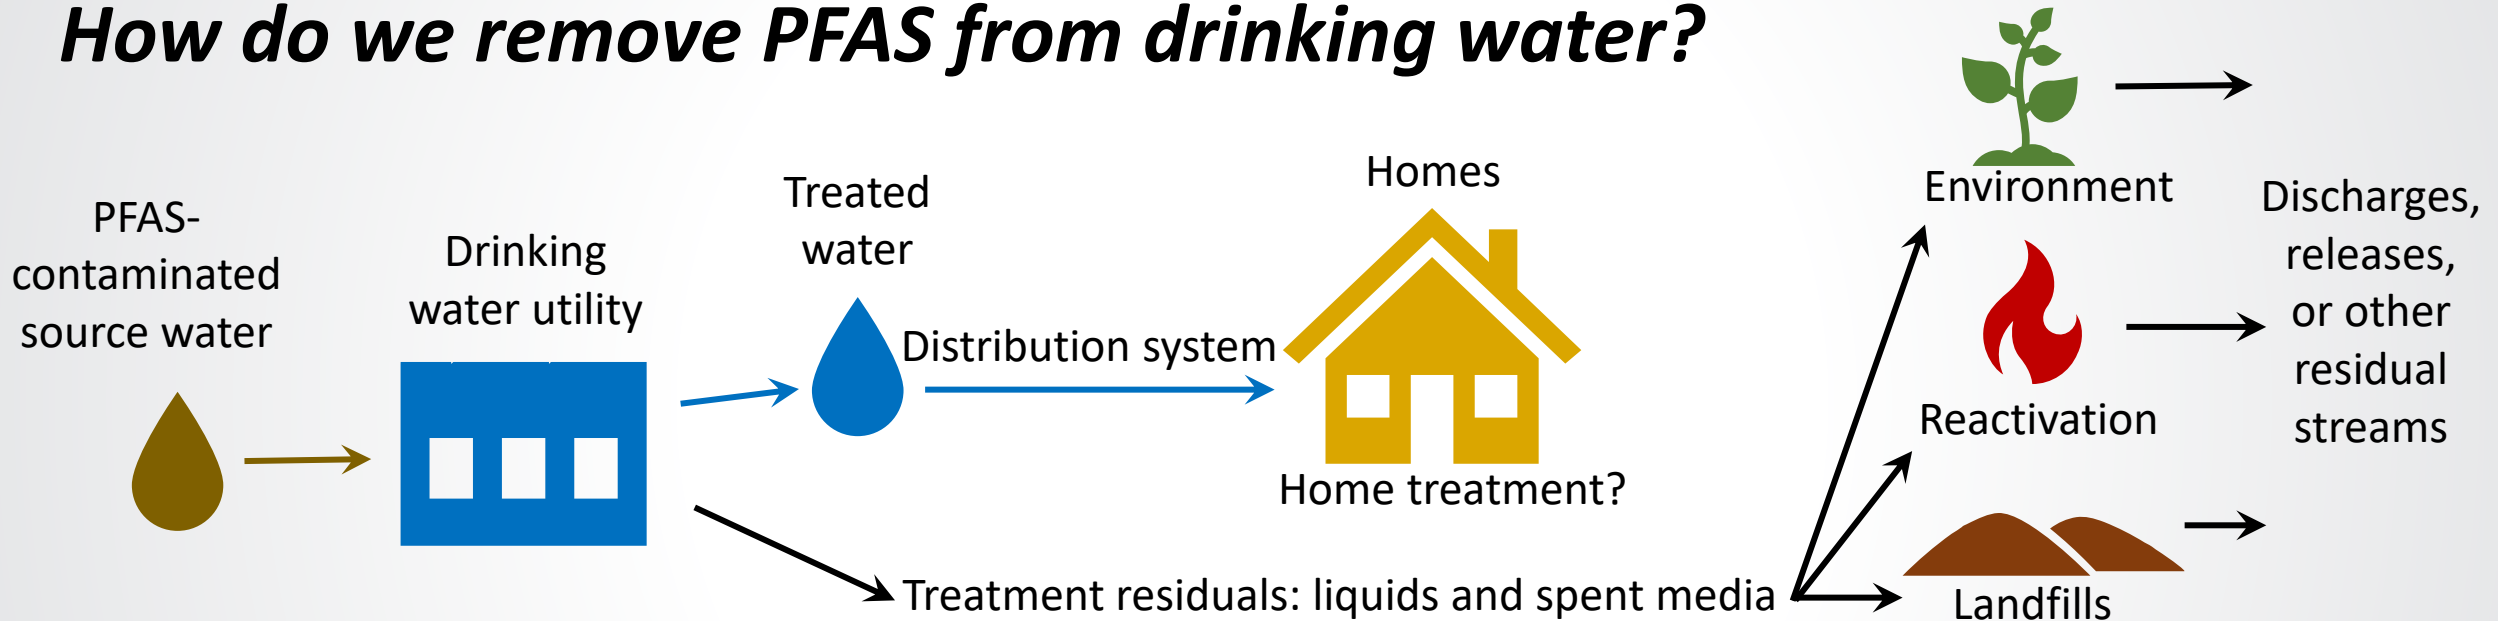 How do we remove PFAS from drinking water?
PFAS-
contaminated
source water
Drinking
water utility
Treated
water
Distribution system
Homes
Home treatment?
Treatment residuals: liquids and spent media
Environment
Reactivation
Landfills
Discharges,
releases,
or other
residual
streams